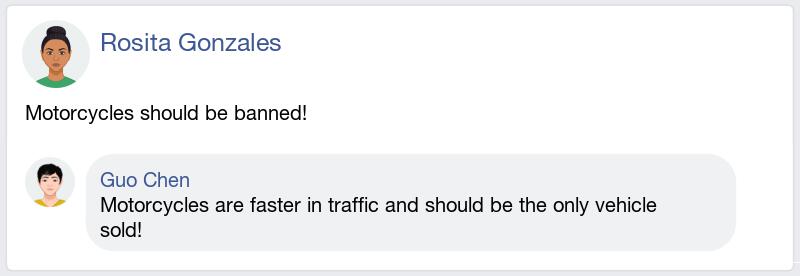 Rosita Gonzales
Motorcycles should be banned!
Guo Chen
Motorcycles are faster in traffic and should be the only vehicle
sold!